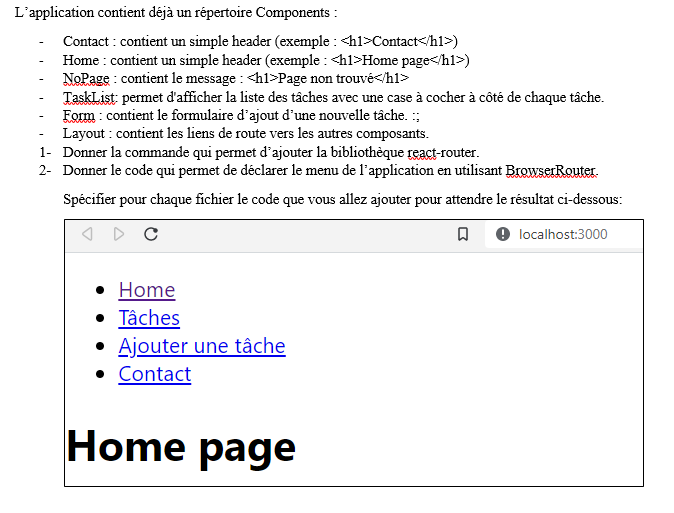 L’application contient déjà un répertoire Components :
- Contact : contient un simple header (exemple : <h1>Contact</h1>)
- Home : contient un simple header (exemple : <h1>Home page</h1>)
- NoPage : contient le message : <h1>Page non trouvé</h1>
- TaskList: permet d'afficher la liste des tâches avec une case à cocher à côté de chaque tâche.
- Form : contient le formulaire d’ajout d’une nouvelle tâche. :;
- Layout : contient les liens de route vers les autres composants.
1- Donner la commande qui permet d’ajouter la bibliothèque react-router.
2- Donner le code qui permet de déclarer le menu de l’application en utilisant BrowserRouter.
Spécifier pour chaque fichier le code que vous allez ajouter pour attendre le résultat ci-dessous:
localhost:3000
• Home
• Tâches
• Ajouter une tâche
• Contact
Home page